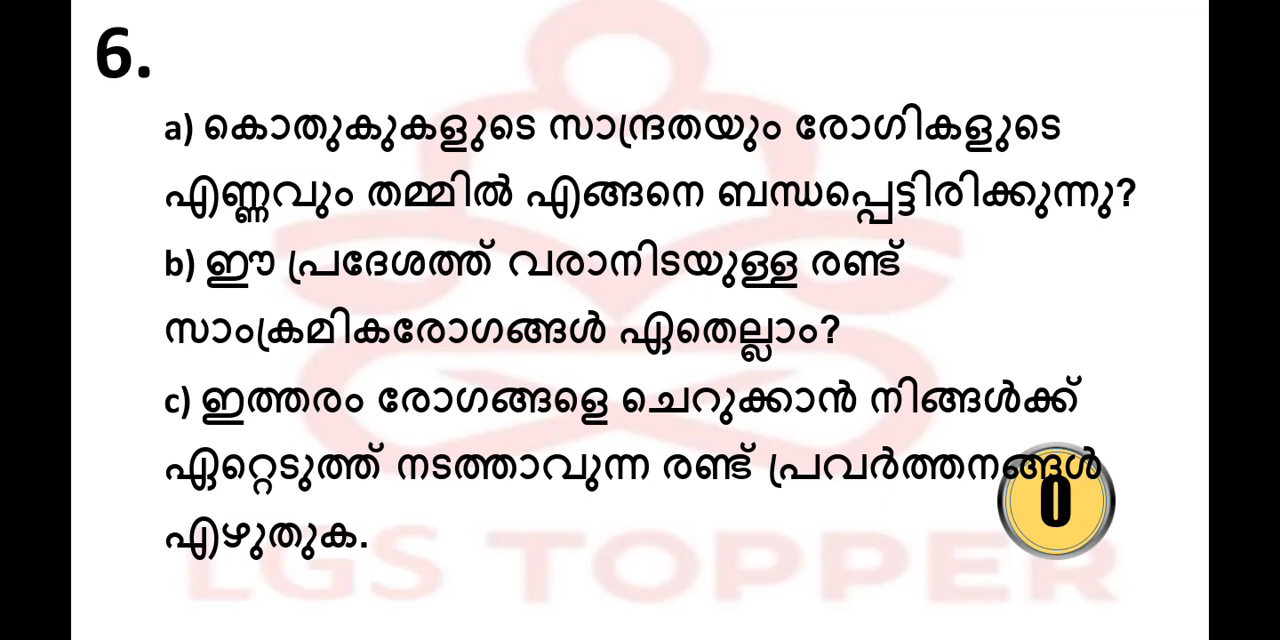 6.
a) കൊതുകുകളുടെ സാന്ദ്രതയും രോഗികളുടെ
എണ്ണവും തമ്മിൽ എങ്ങനെ ബന്ധപ്പെട്ടിരിക്കുന്നു?
b) ഈ പ്രദേശത്ത് വരാനിടയുള്ള രണ്ട്
സാംക്രമികരോഗങ്ങൾ ഏതെല്ലാം?
c) ഇത്തരം രോഗങ്ങളെ ചെറുക്കാൻ നിങ്ങൾക്ക്
ഏറ്റെടുത്ത് നടത്താവുന്ന രണ്ട് പ്രവർത്തനങ്ങൾ
0
എഴുതുക.
LGS TOPPER